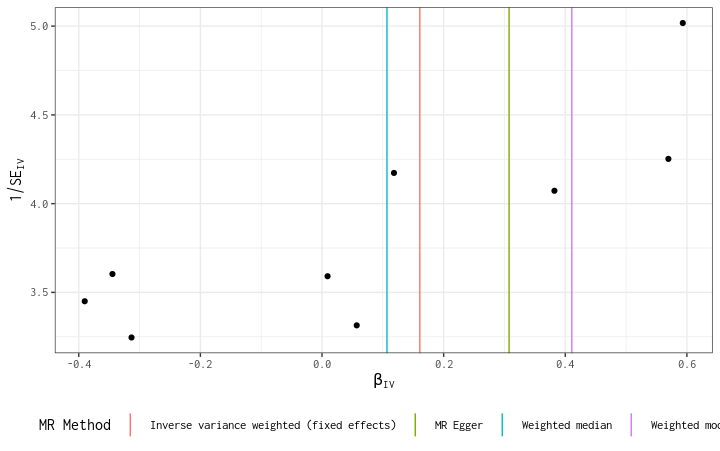 5.0
4.5
4.0
3.5
1/SE_IV
-0.4 -0.2 0.0 0.2 0.4 0.6
β_IV
MR Method Inverse variance weighted (fixed effects) MR Egger Weighted median Weighted